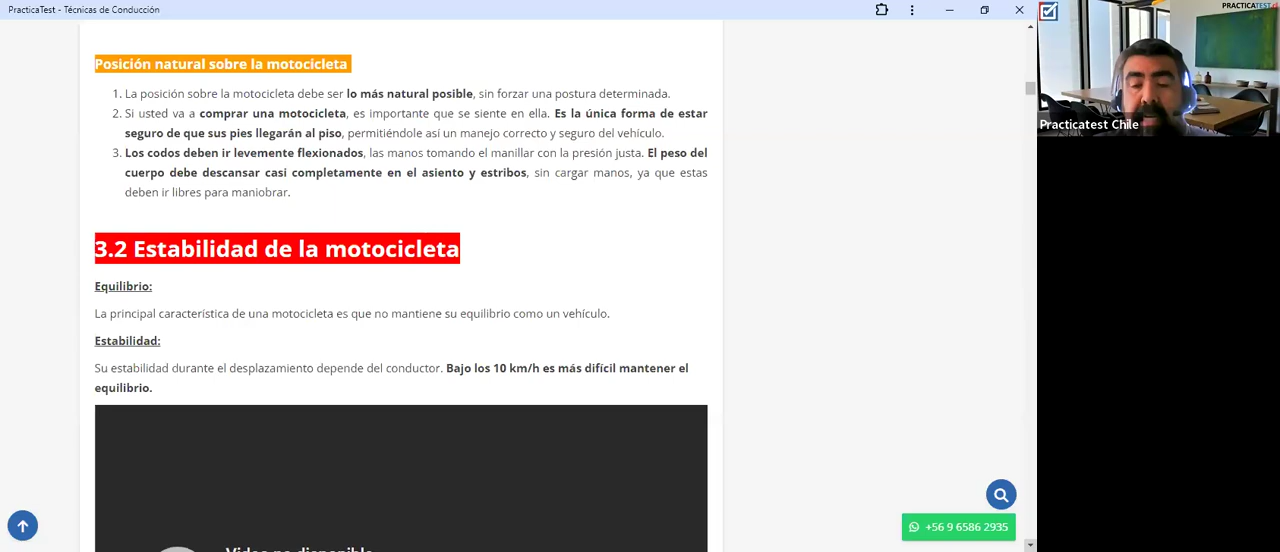 PracticaTest - Técnicas de Conducción
PRACTICATEST.cl
Posición natural sobre la motocicleta
1. La posición sobre la motocicleta debe ser lo más natural posible, sin forzar una postura determinada.
2. Si usted va a comprar una motocicleta, es importante que se siente en ella. Es la única forma de estar
seguro de que sus pies llegarán al piso, permitiéndole asi un manejo correcto y seguro del vehículo.
3. Los codos deben ir levemente flexionados, las manos tomando el manillar con la presión justa. El peso del
cuerpo debe descansar casi completamente en el asiento y estribos, sin cargar manos, ya que estas
deben ir libres para maniobrar.
Practicatest Chile
3.2 Estabilidad de la motocicleta
Equilibrio:
La principal característica de una motocicleta es que no mantiene su equilibrio como un vehículo.
Estabilidad:
Su estabilidad durante el desplazamiento depende del conductor. Bajo los 10 km/h es más difícil mantener el
equilibrio.
+56 9 6586 2935
Video no disponible